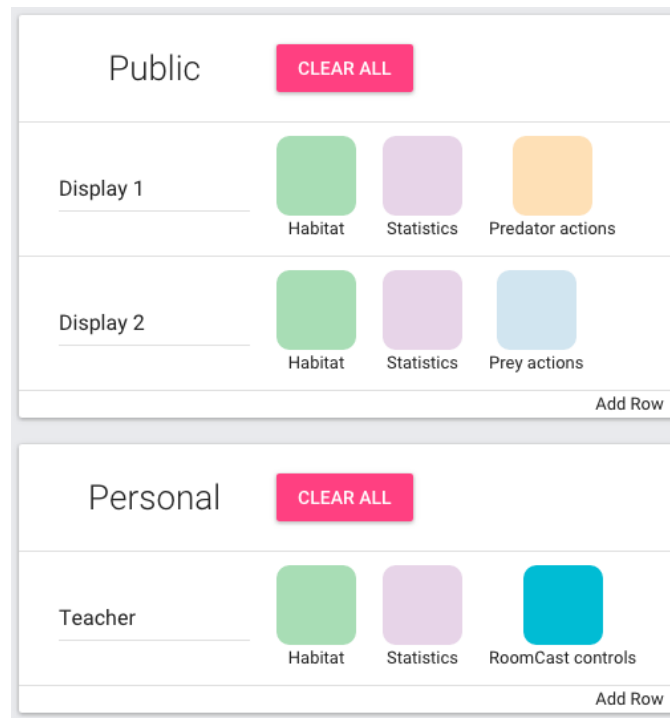 Public
CLEAR ALL
Display 1
Habitat
Statistics
Predator actions
Display 2
Habitat
Statistics
Prey actions
Add Row
Personal
CLEAR ALL
Teacher
Habitat
Statistics
RoomCast controls
Add Row